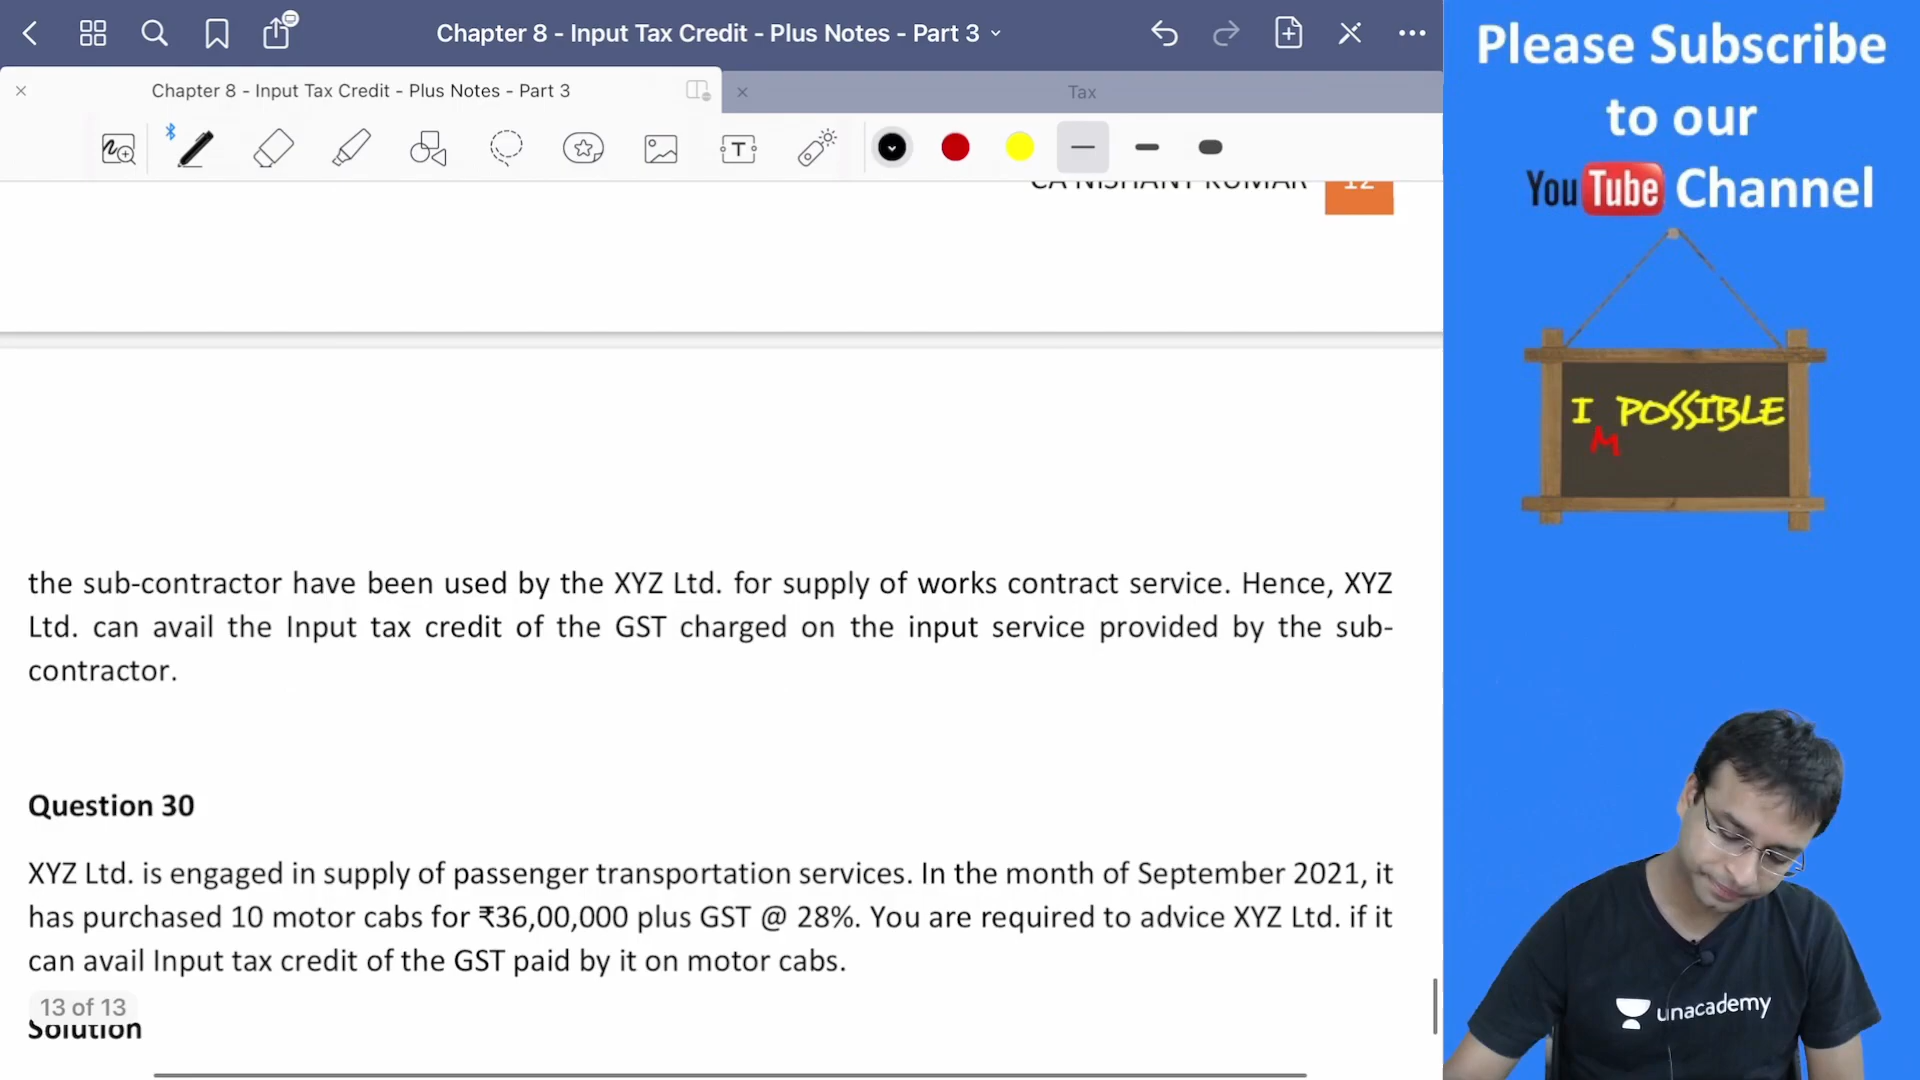 Chapter 8 - Input Tax Credit - Plus Notes - Part 3
Chapter 8 - Input Tax Credit - Plus Notes - Part 3
Tax
T
CA NISHANT KUMAR 12
the sub-contractor have been used by the XYZ Ltd. for supply of works contract service. Hence, XYZ
Ltd. can avail the Input tax credit of the GST charged on the input service provided by the sub-
contractor.
Question 30
XYZ Ltd. is engaged in supply of passenger transportation services. In the month of September 2021, it
has purchased 10 motor cabs for ₹36,00,000 plus GST @ 28%. You are required to advice XYZ Ltd. if it
can avail Input tax credit of the GST paid by it on motor cabs.
13 of 13
Solution
Please Subscribe
to our
YouTube Channel
I POSSIBLE
M
unacademy